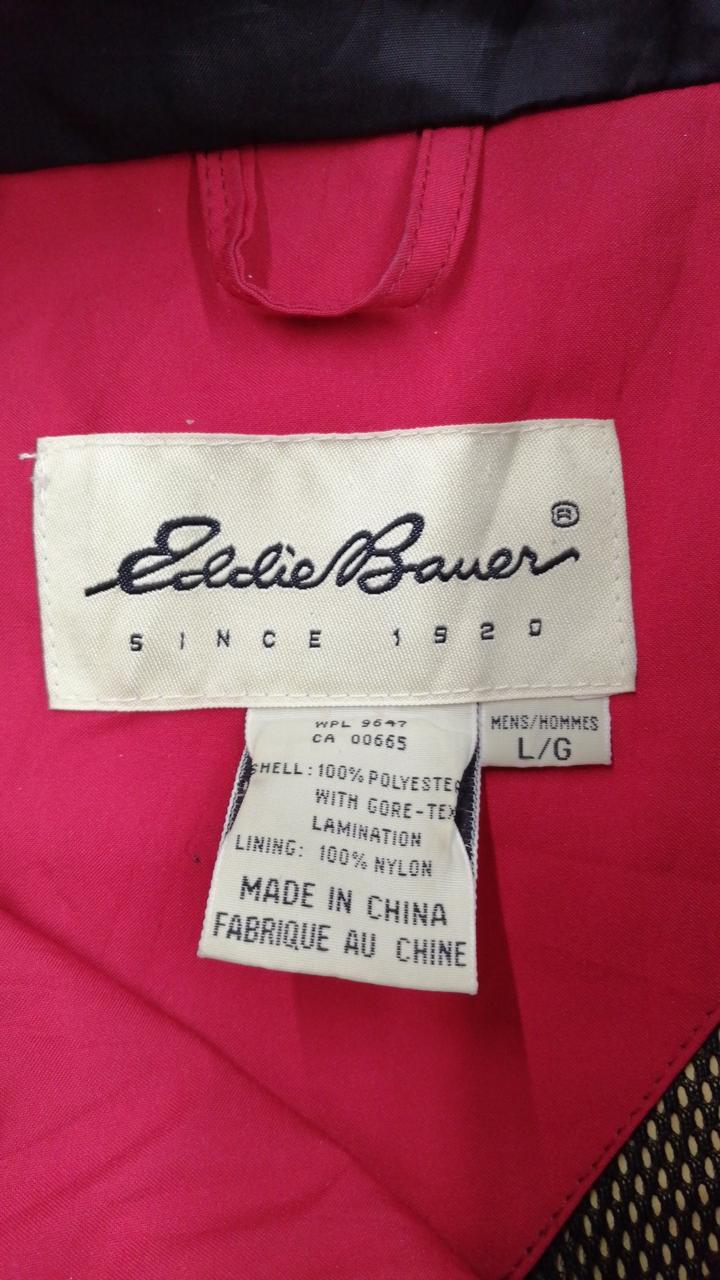 Eddie Bauer®
SINCE 1920
WPL 9647
CA 00665
SHELL: 100% POLYESTER
WITH GORE-TEX
LAMINATION
LINING: 100% NYLON
MADE IN CHINA
FABRIQUE AU CHINE
MENS/HOMMES
L/G